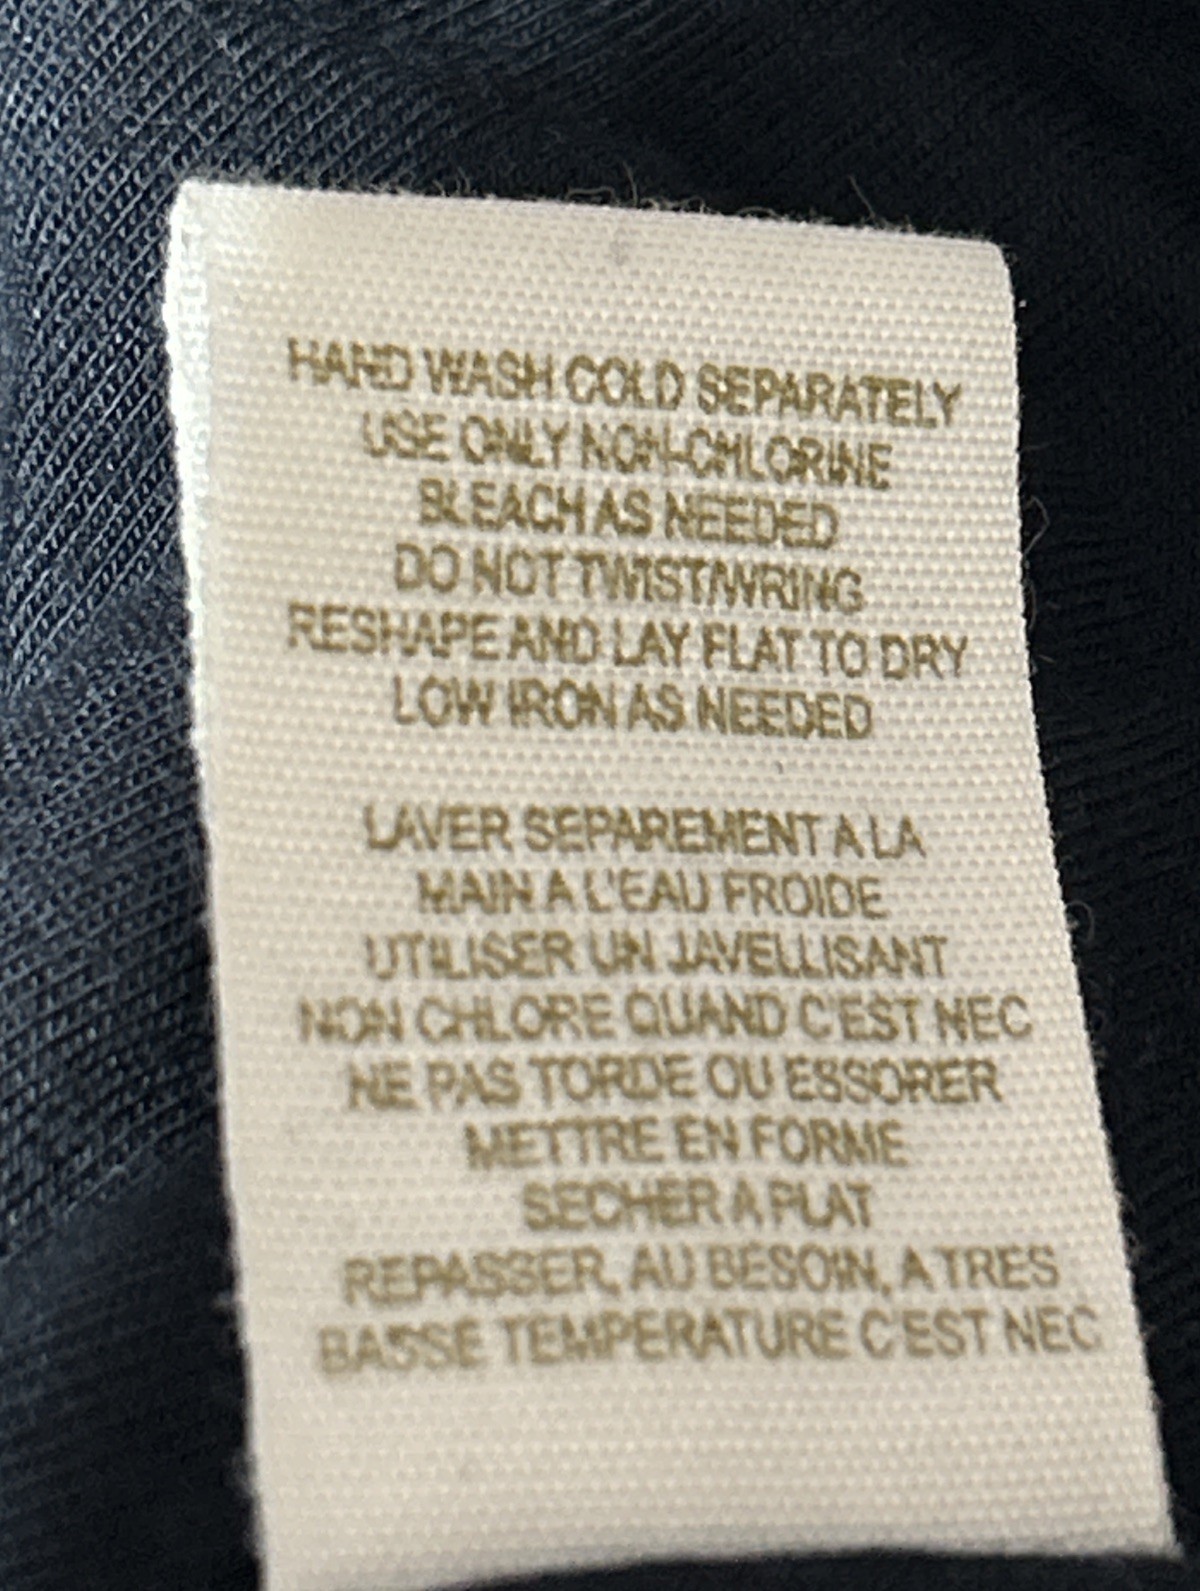 HAND WASH COLD SEPARATELY
USE ONLY NON-CHLORINE
BLEACH AS NEEDED
DO NOT TWIST/WRING
RESHAPE AND LAY FLAT TO DRY
LOW IRON AS NEEDED
LAVER SEPAREMENT A LA
MAIN A L'EAU FROIDE
UTILISER UN JAVELLISANT
NON CHLORE QUAND C'EST NEC
NE PAS TORDE OU ESSORER
METTRE EN FORME
SECHER A PLAT
REPASSER, AU BESOIN, A TRES
BASSE TEMPERATURE C'EST NEC